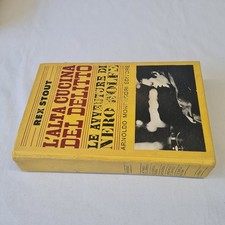 REX STOUT
L'ALTA CUCINA
DEL DELITTO
LE AVVENTURE DI
NERO WOLFE
ARNOLDO MONDADORI EDITORE